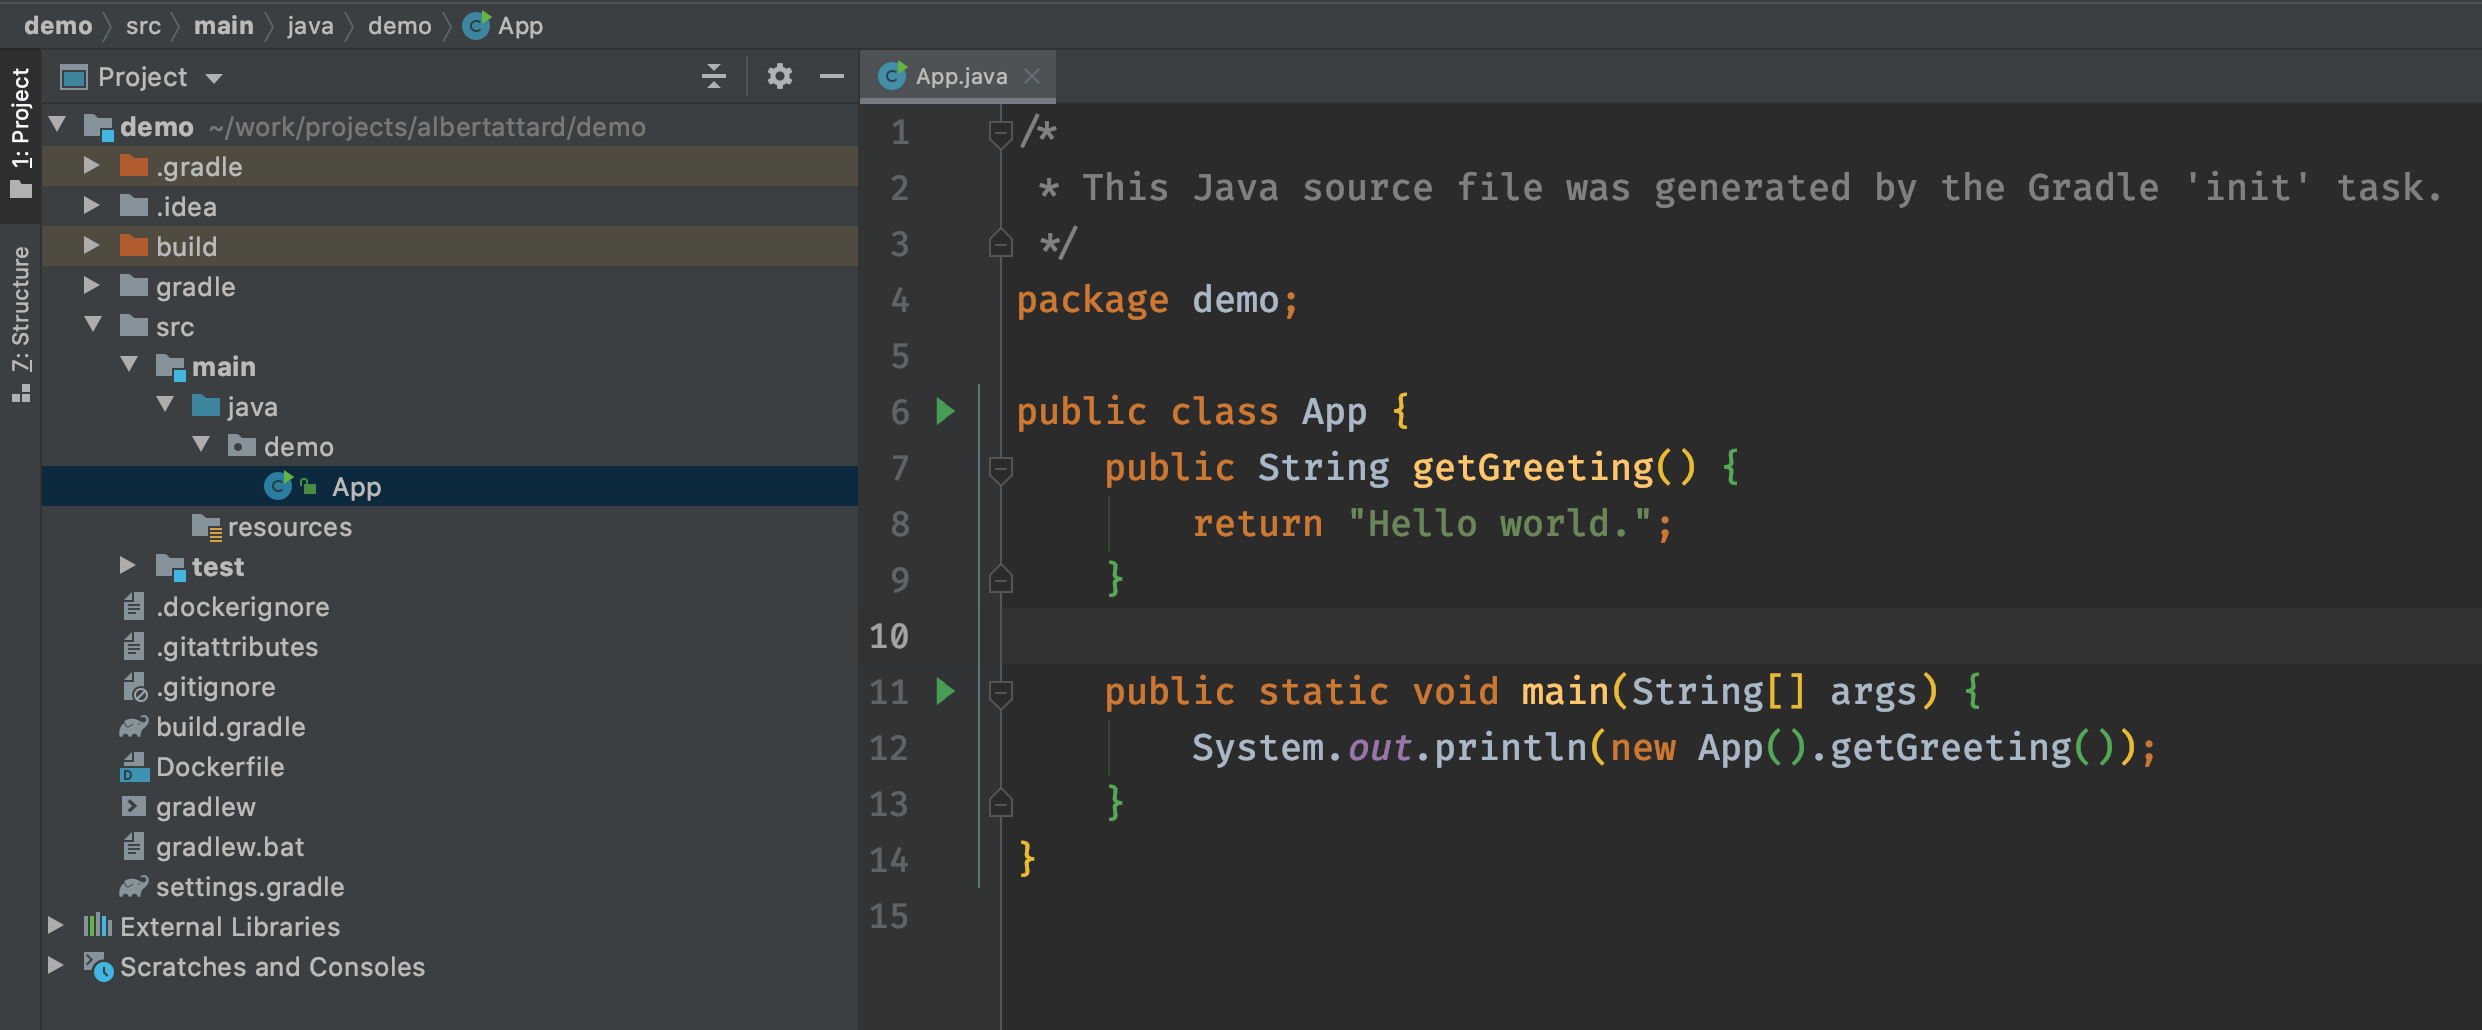 demo src main java demo App
1: Project
Z: Structure
Project
demo ~/work/projects/albertattard/demo
.gradle
.idea
build
gradle
src
main
java
demo
App
resources
test
.dockerignore
.gitattributes
.gitignore
build.gradle
Dockerfile
gradlew
gradlew.bat
settings.gradle
External Libraries
Scratches and Consoles
App.java
1 /*
2 * This Java source file was generated by the Gradle 'init' task.
3 */
4 package demo;
5
6 public class App {
7 public String getGreeting() {
8 return "Hello world.";
9 }
10
11 public static void main(String[] args) {
12 System.out.println(new App().getGreeting());
13 }
14 }
15